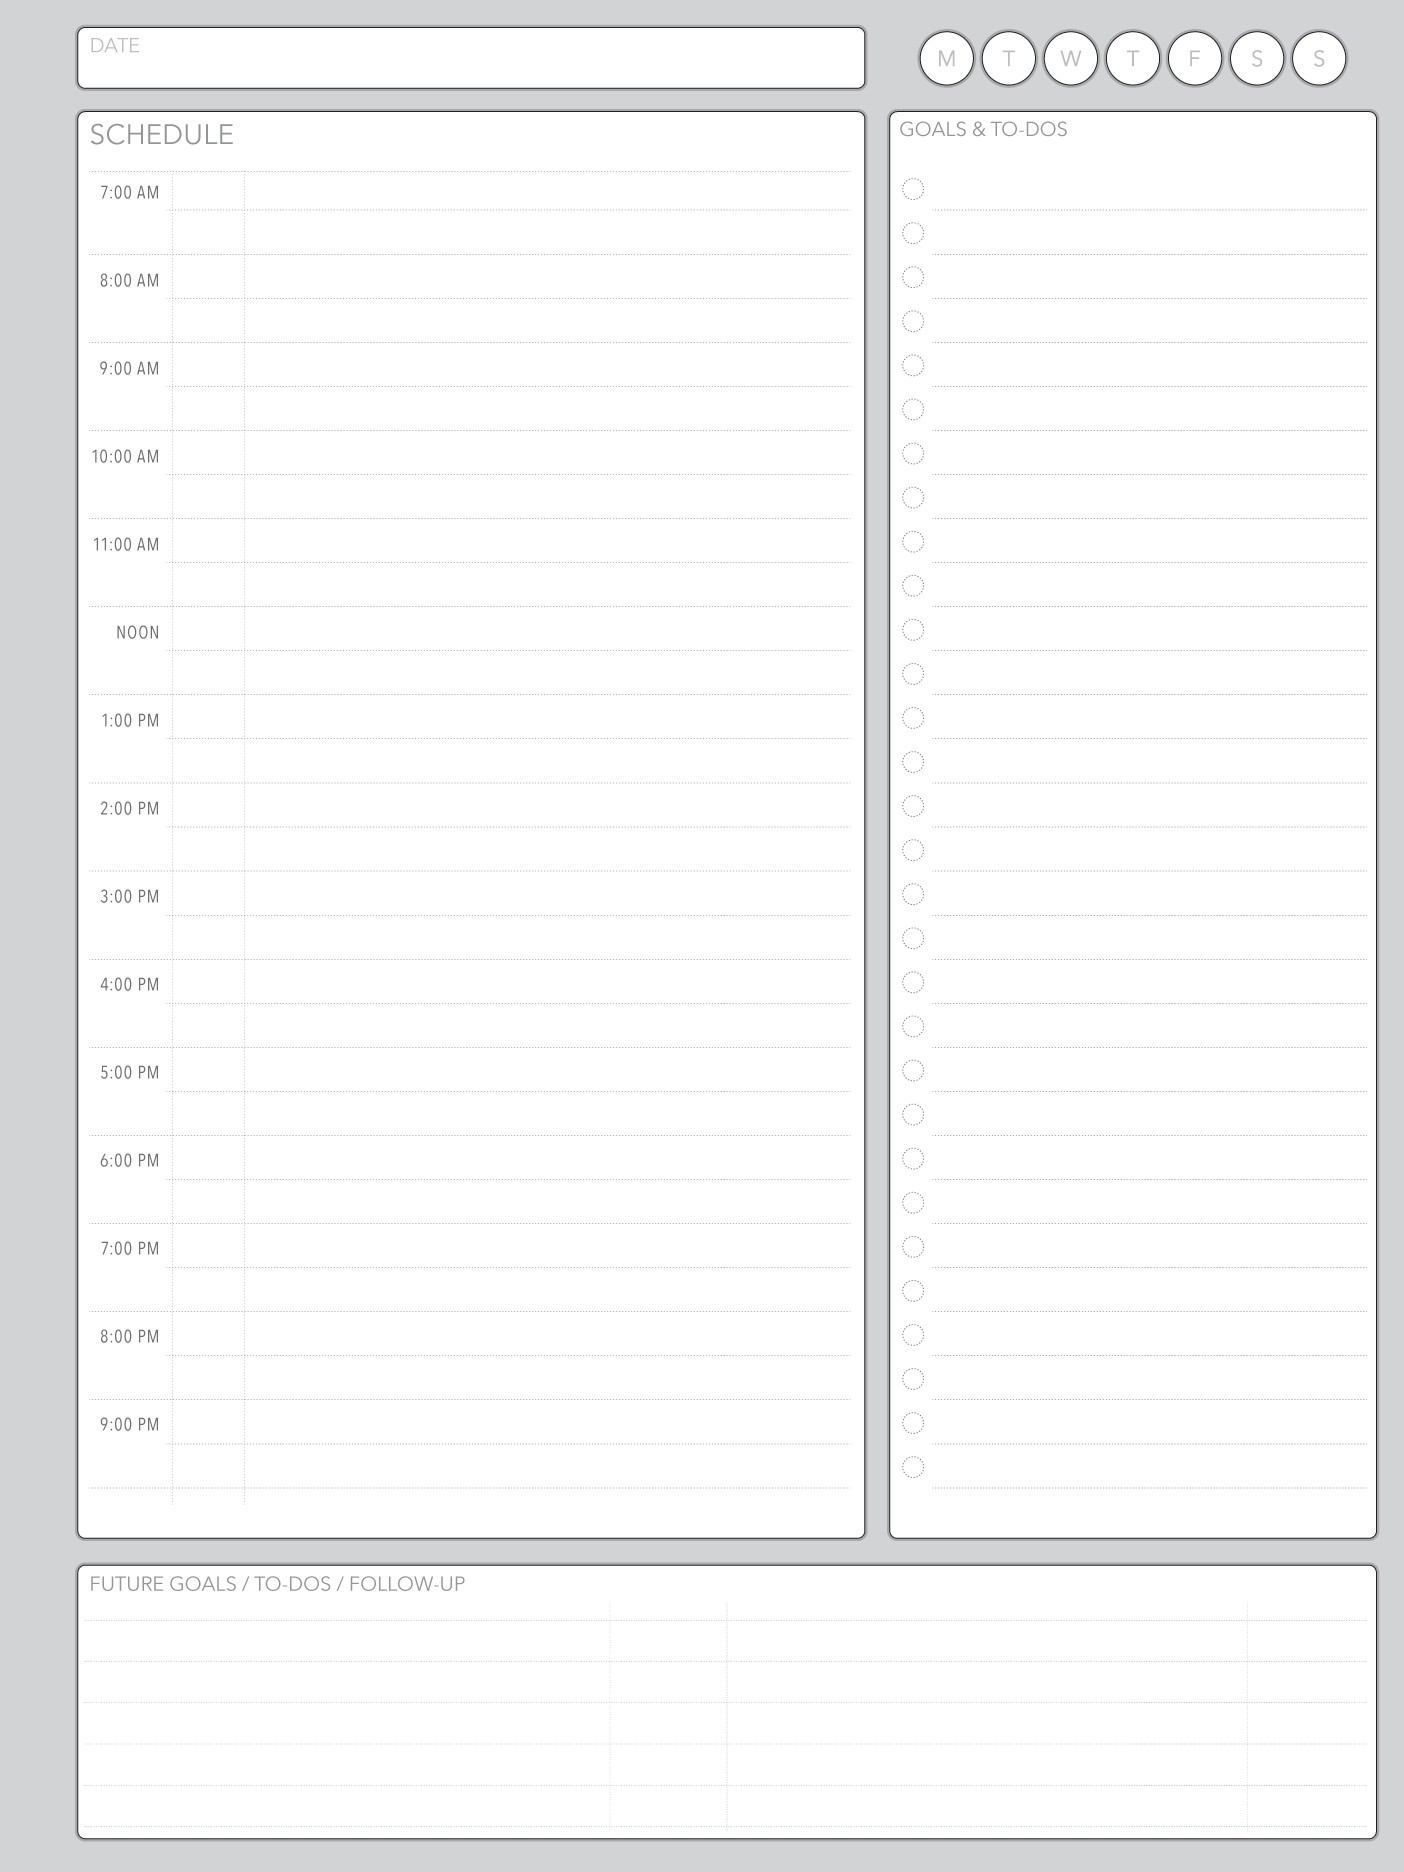 DATE
M T W T F S S
SCHEDULE
7:00 AM
8:00 AM
9:00 AM
10:00 AM
11:00 AM
NOON
1:00 PM
2:00 PM
3:00 PM
4:00 PM
5:00 PM
6:00 PM
7:00 PM
8:00 PM
9:00 PM
GOALS & TO-DOS
FUTURE GOALS / TO-DOS / FOLLOW-UP